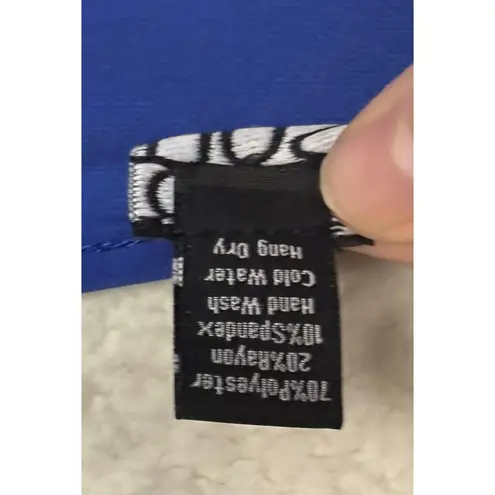 70%Polyester
20%Rayon
10%Spandex
Hand Wash
Cold Water
Hang Dry